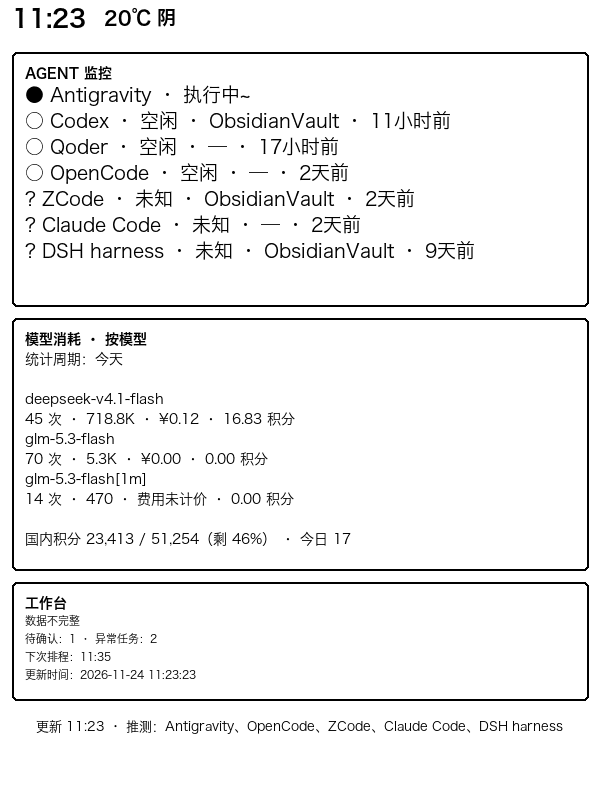 11:23 20℃ 阴
AGENT 监控
● Antigravity · 执行中~
○ Codex · 空闲 · ObsidianVault · 11小时前
○ Qoder · 空闲 · — · 17小时前
○ OpenCode · 空闲 · — · 2天前
? ZCode · 未知 · ObsidianVault · 2天前
? Claude Code · 未知 · — · 2天前
? DSH harness · 未知 · ObsidianVault · 9天前
模型消耗 · 按模型
统计周期：今天
deepseek-v4.1-flash
45 次 · 718.8K · ¥0.12 · 16.83 积分
glm-5.3-flash
70 次 · 5.3K · ¥0.00 · 0.00 积分
glm-5.3-flash[1m]
14 次 · 470 · 费用未计价 · 0.00 积分
国内积分 23,413 / 51,254（剩 46%） · 今日 17
工作台
数据不完整
待确认：1 · 异常任务：2
下次排程：11:35
更新时间：2026-11-24 11:23:23
更新 11:23 · 推测：Antigravity、OpenCode、ZCode、Claude Code、DSH harness